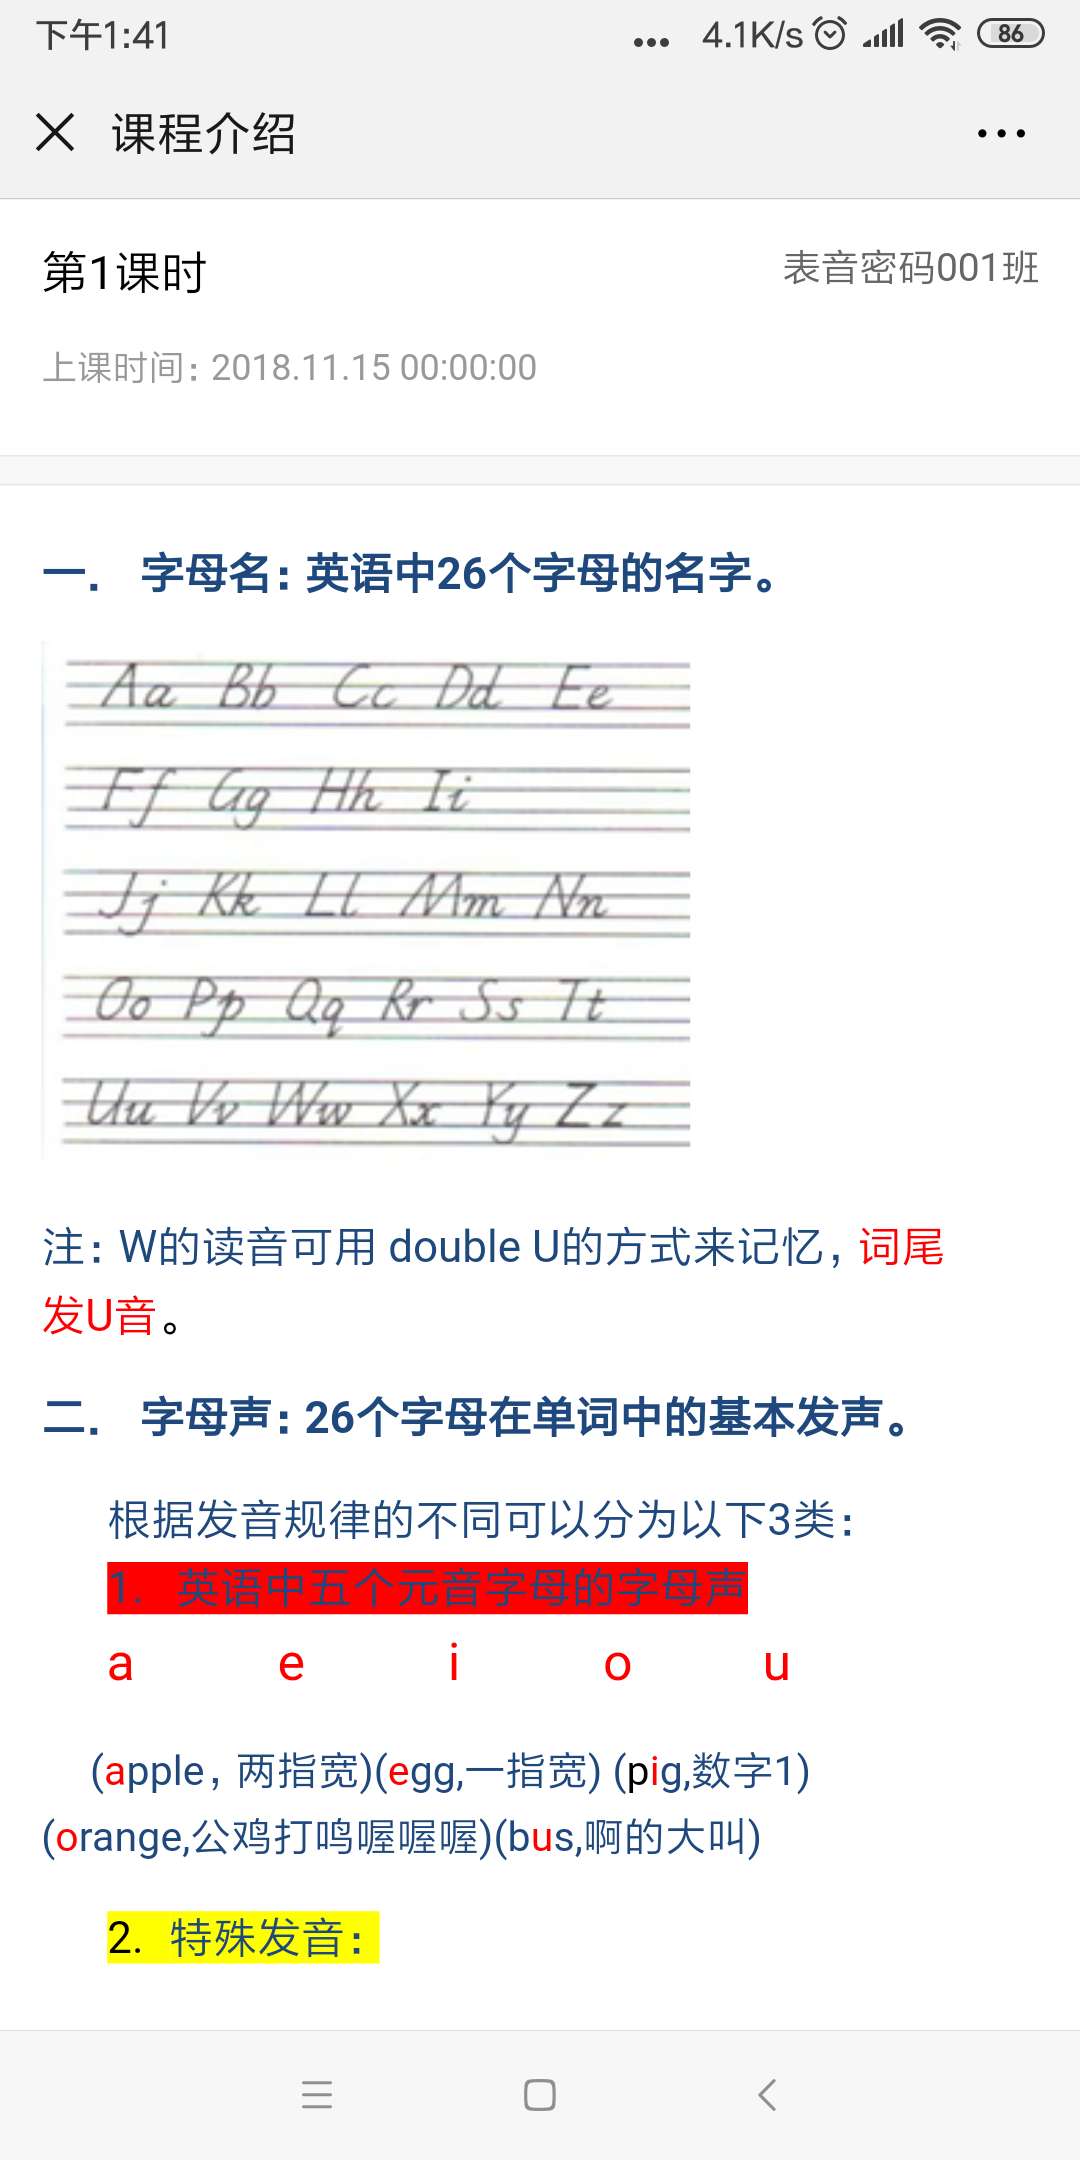 下午1:41
... 4.1K/s 86
课程介绍
第1课时 表音密码001班
上课时间：2018.11.15 00:00:00
一． 字母名：英语中26个字母的名字。
Aa Bb Cc Dd Ee
Ff Gg Hh Ii
Jj Kk Ll Mm Nn
Oo Pp Qq Rr Ss Tt
Uu Vv Ww Xx Yy Zz
注：W的读音可用 double U的方式来记忆，词尾
发U音。
二． 字母声：26个字母在单词中的基本发声。
根据发音规律的不同可以分为以下3类：
1. 英语中五个元音字母的字母声
a e i o u
(apple，两指宽)(egg,一指宽) (pig,数字1)
(orange,公鸡打鸣喔喔喔)(bus,啊的大叫)
2. 特殊发音：